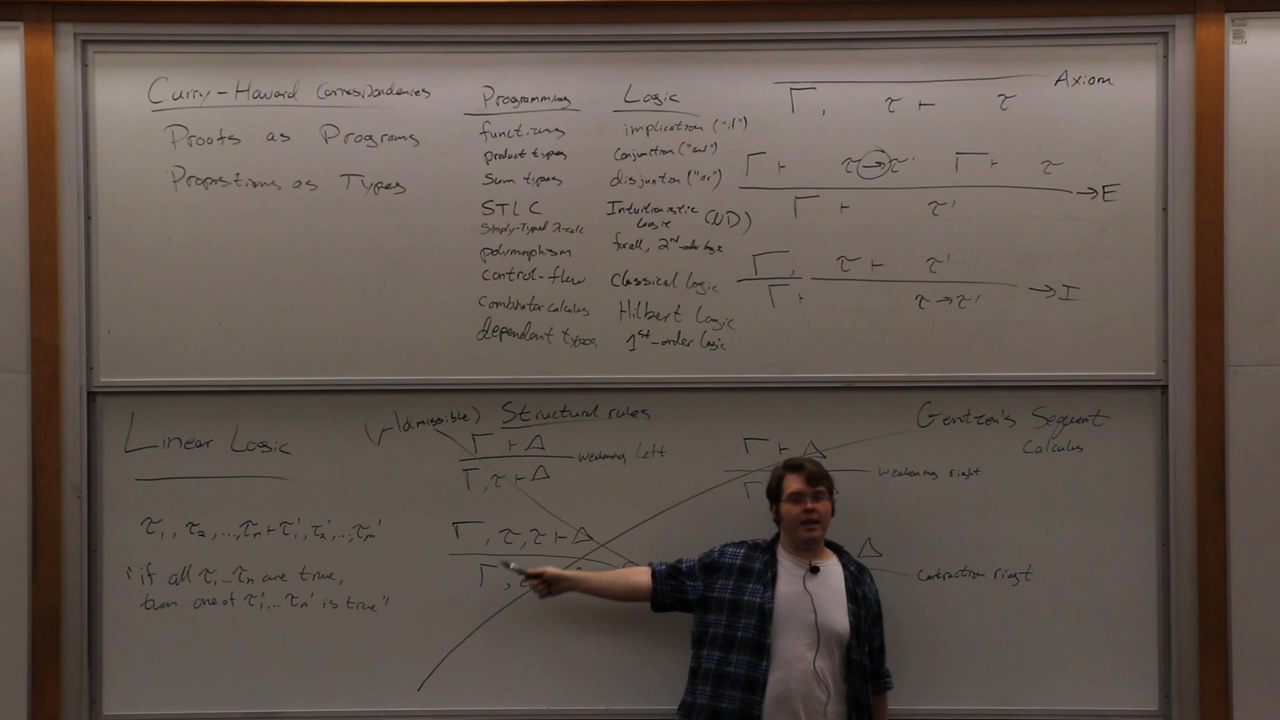 Curry-Howard Correspondences
Proofs as Programs
Propositions as Types
Programming
functions
product types
Sum types
STLC
Simply-Typed λ-calc
polymorphism
control-flow
Combinator calculus
dependent types
Logic
implication ("if")
Conjunction ("and")
disjuntion ("or")
Intuitionistic Logic (ND)
forall, 2nd-order logic
Classical logic
Hilbert Logic
1st-order logic
Γ, τ ⊢ τ Axiom
Γ ⊢ τ→τ' Γ ⊢ τ
Γ ⊢ τ' →E
Γ, τ ⊢ τ'
Γ ⊢ τ→τ' →I
Linear Logic
τ₁, τ₂, ..., τₙ ⊢ τ₁', τ₂', ..., τₘ'
"if all τ₁...τₙ are true,
then one of τ₁'...τₙ' is true"
(admissible) Structural rules
Γ ⊢ Δ
Γ, τ ⊢ Δ weakening left
Γ, τ, τ ⊢ Δ
Γ,
Γ ⊢ Δ
Γ
weakening right
Δ
Contraction right
Gentzen's Sequent
Calculus